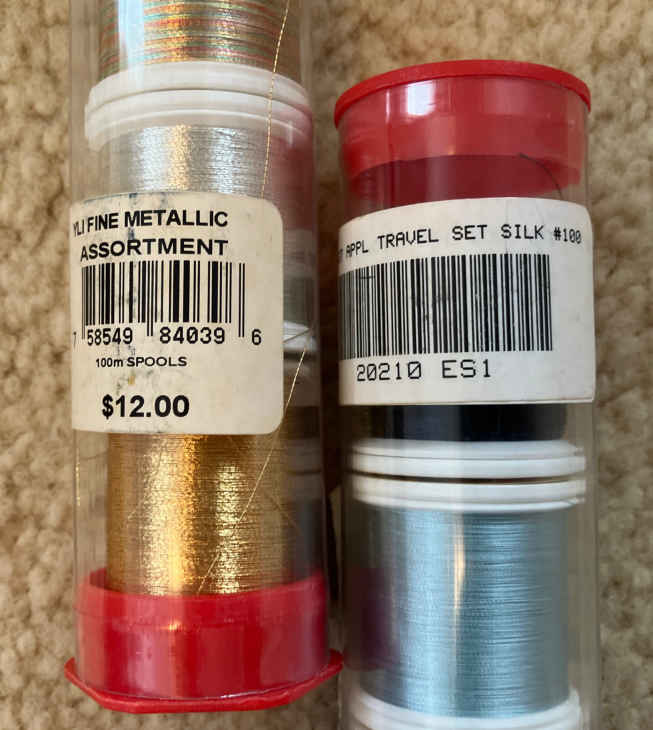 YLI FINE METALLIC
ASSORTMENT
7 58549 84039 6
100m SPOOLS
$12.00
APPL TRAVEL SET SILK #100
20210 ES1